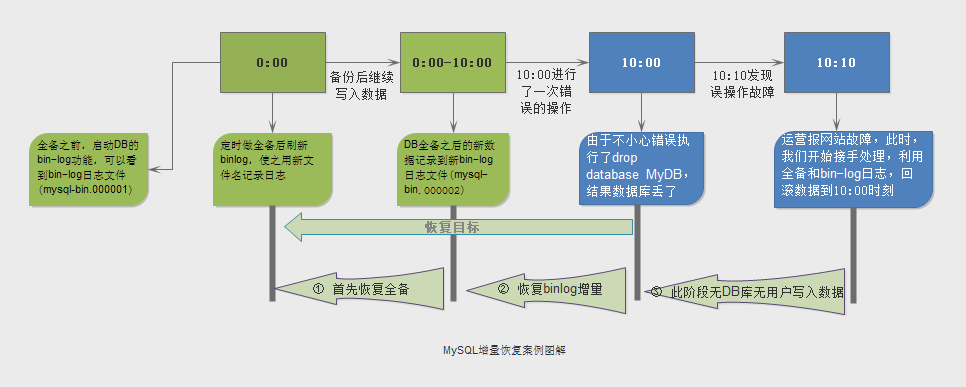 0:00
备份后继续
写入数据
0:00-10:00
10:00进行
了一次错
误的操作
10:00
10:10发现
误操作故障
10:10
全备之前，启动DB的
bin-log功能，可以看
到bin-log日志文件
(mysql-bin.000001)
定时做全备后刷新
binlog，使之用新文
件名记录日志
DB全备之后的新数
据记录到新bin-log
日志文件(mysql-
bin.000002)
由于不小心错误执
行了drop
database MyDB，
结果数据库丢了
运营报网站故障，此时，
我们开始接手处理，利用
全备和bin-log日志，回
滚数据到10:00时刻
恢复目标
① 首先恢复全备
② 恢复binlog增量
③ 此阶段无DB库无用户写入数据
MySQL增量恢复案例图解